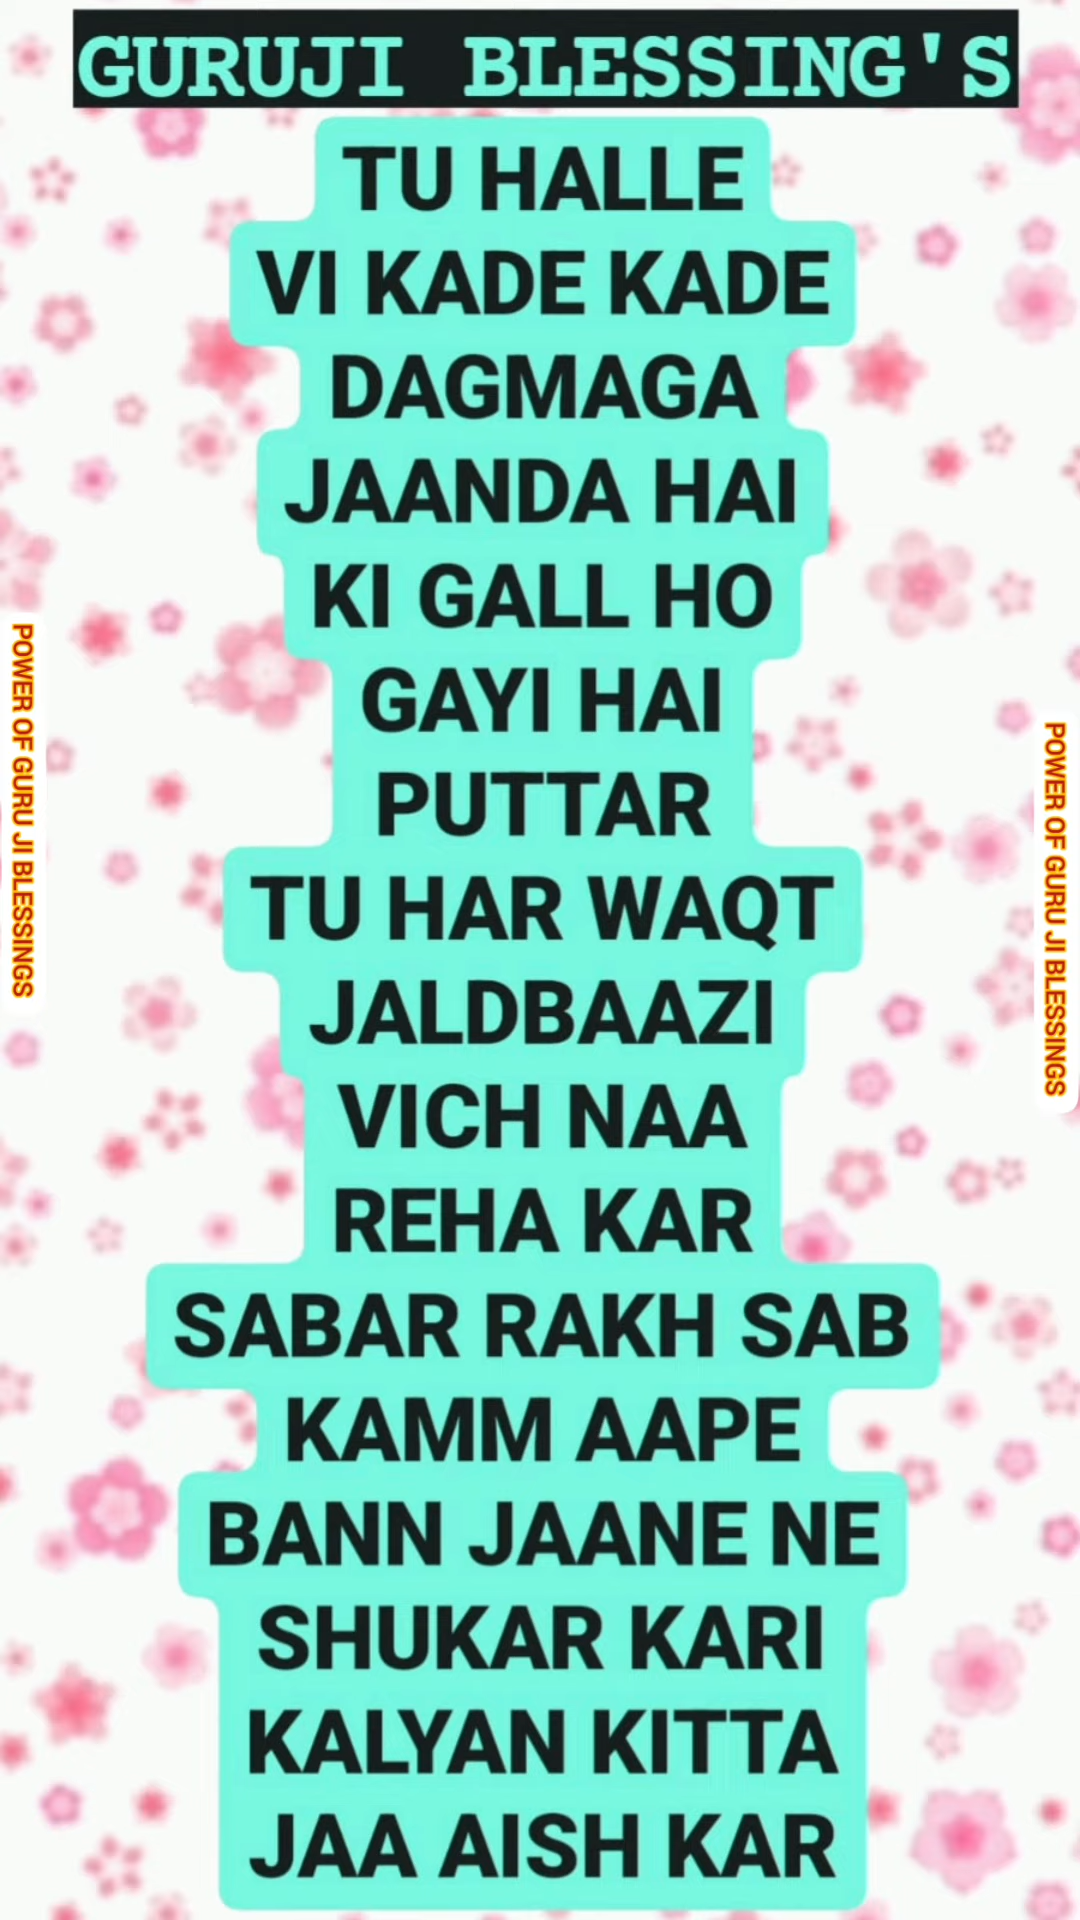 GURUJI BLESSING'S
TU HALLE
VI KADE KADE
DAGMAGA
JAANDA HAI
KI GALL HO
GAYI HAI
PUTTAR
TU HAR WAQT
JALDBAAZI
VICH NAA
REHA KAR
SABAR RAKH SAB
KAMM AAPE
BANN JAANE NE
SHUKAR KARI
KALYAN KITTA
JAA AISH KAR
POWER OF GURU JI BLESSINGS
POWER OF GURU JI BLESSINGS